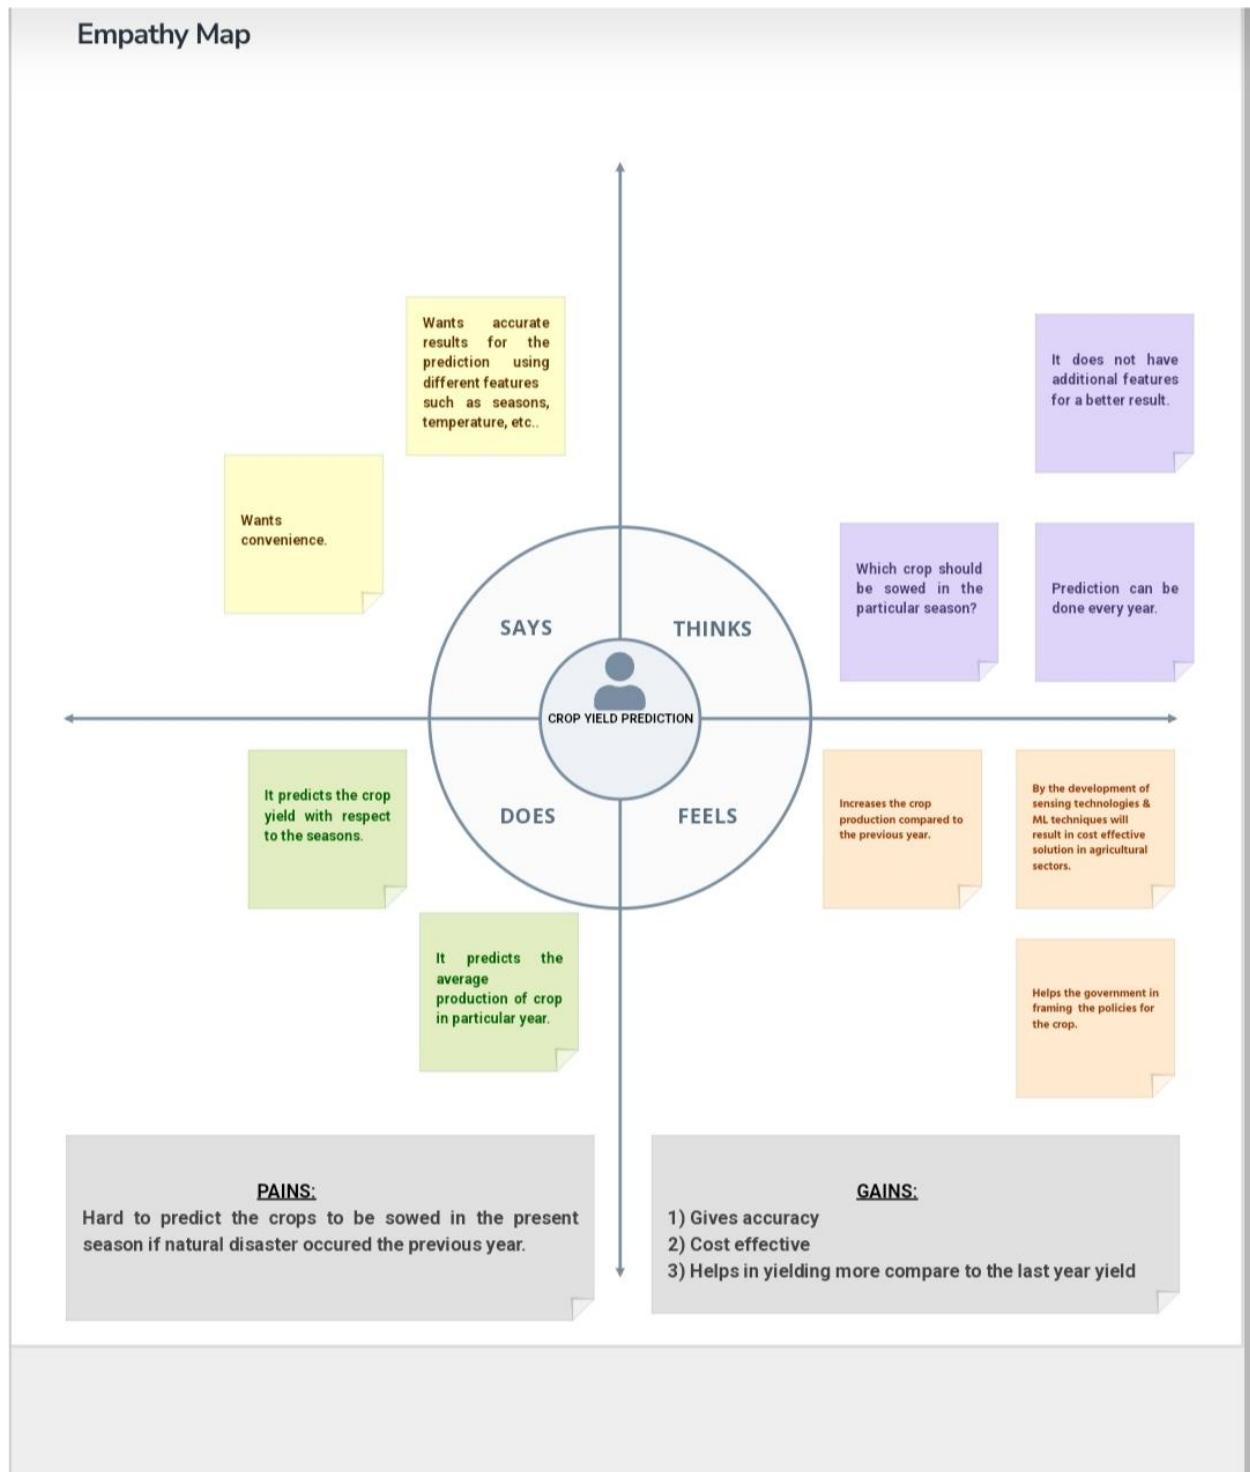 Empathy Map
Wants accurate
results for the
prediction using
different features
such as seasons,
temperature, etc..
Wants
convenience.
It does not have
additional features
for a better result.
Which crop should
be sowed in the
particular season?
Prediction can be
done every year.
SAYS
THINKS
CROP YIELD PREDICTION
DOES
FEELS
It predicts the crop
yield with respect
to the seasons.
It predicts the
average
production of crop
in particular year.
Increases the crop
production compared to
the previous year.
By the development of
sensing technologies &
ML techniques will
result in cost effective
solution in agricultural
sectors.
Helps the government in
framing the policies for
the crop.
PAINS:
Hard to predict the crops to be sowed in the present
season if natural disaster occured the previous year.
GAINS:
1) Gives accuracy
2) Cost effective
3) Helps in yielding more compare to the last year yield